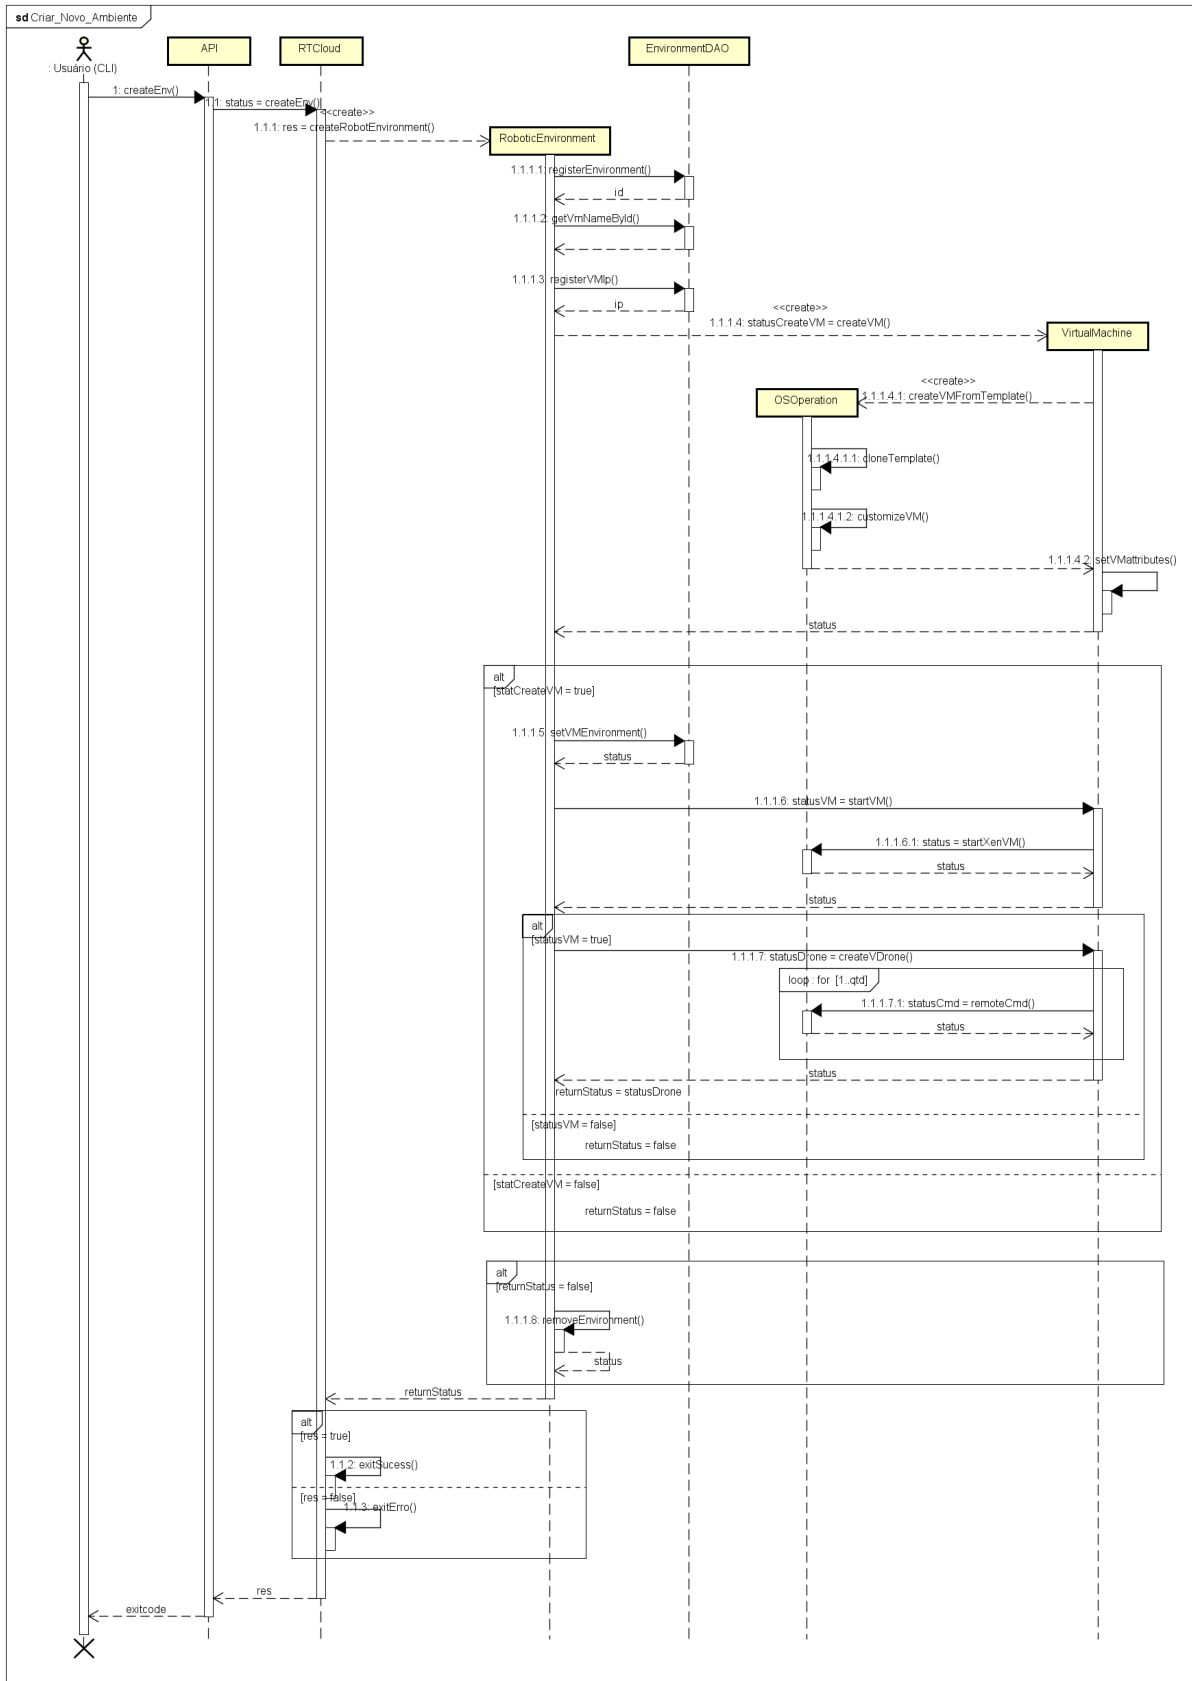 sd Criar_Novo_Ambiente
: Usuário (CLI)
API
RTCloud
EnvironmentDAO
1: createEnv()
1.1: status = createEnv()
<<create>>
1.1.1: res = createRobotEnvironment()
RoboticEnvironment
1.1.1.1: registerEnvironment()
id
1.1.1.2: getVmNameById()
1.1.1.3: registerVMIp()
ip
<<create>>
1.1.1.4: statusCreateVM = createVM()
VirtualMachine
<<create>>
1.1.1.4.1: createVMFromTemplate()
OSOperation
1.1.1.4.1.1: cloneTemplate()
1.1.1.4.1.2: customizeVM()
1.1.1.4.2: setVMattributes()
status
alt
[statCreateVM = true]
1.1.1.5: setVMEnvironment()
status
1.1.1.6: statusVM = startVM()
1.1.1.6.1: status = startXenVM()
status
status
alt
[statusVM = true]
1.1.1.7: statusDrone = createVDrone()
loop : for [1..qtd]
1.1.1.7.1: statusCmd = remoteCmd()
status
status
returnStatus = statusDrone
[statusVM = false]
returnStatus = false
[statCreateVM = false]
returnStatus = false
alt
[returnStatus = false]
1.1.1.8: removeEnvironment()
status
returnStatus
alt
[res = true]
1.1.2: exitSucess()
[res = false]
1.1.3: exitErro()
res
exitcode